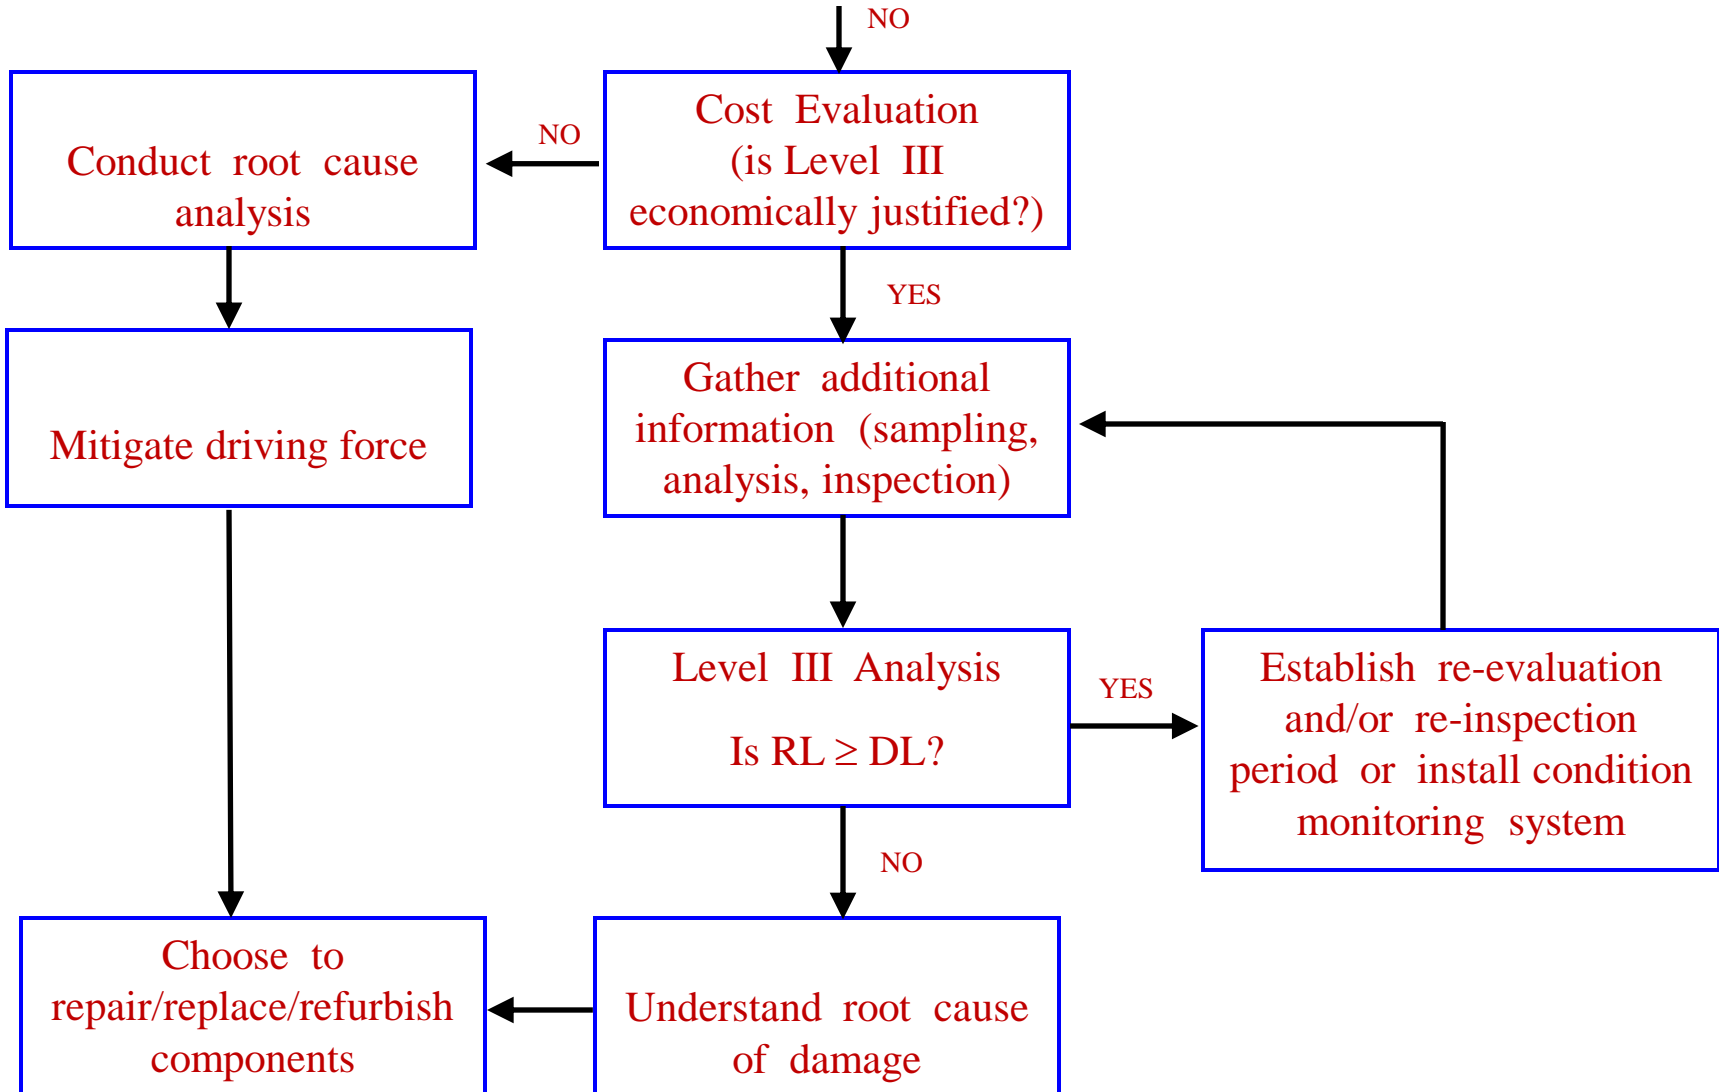 NO
Cost Evaluation
(is Level III
economically justified?)
NO
Conduct root cause
analysis
YES
Mitigate driving force
Gather additional
information (sampling,
analysis, inspection)
Level III Analysis
Is RL ≥ DL?
YES
Establish re-evaluation
and/or re-inspection
period or install condition
monitoring system
NO
Choose to
repair/replace/refurbish
components
Understand root cause
of damage